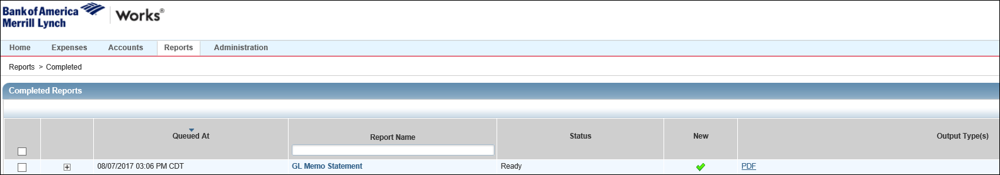 Bank of America
Merrill Lynch
Works®
Home Expenses Accounts Reports Administration
Reports > Completed
Completed Reports
Queued At Report Name Status New Output Type(s)
08/07/2017 03:06 PM CDT GL Memo Statement Ready PDF